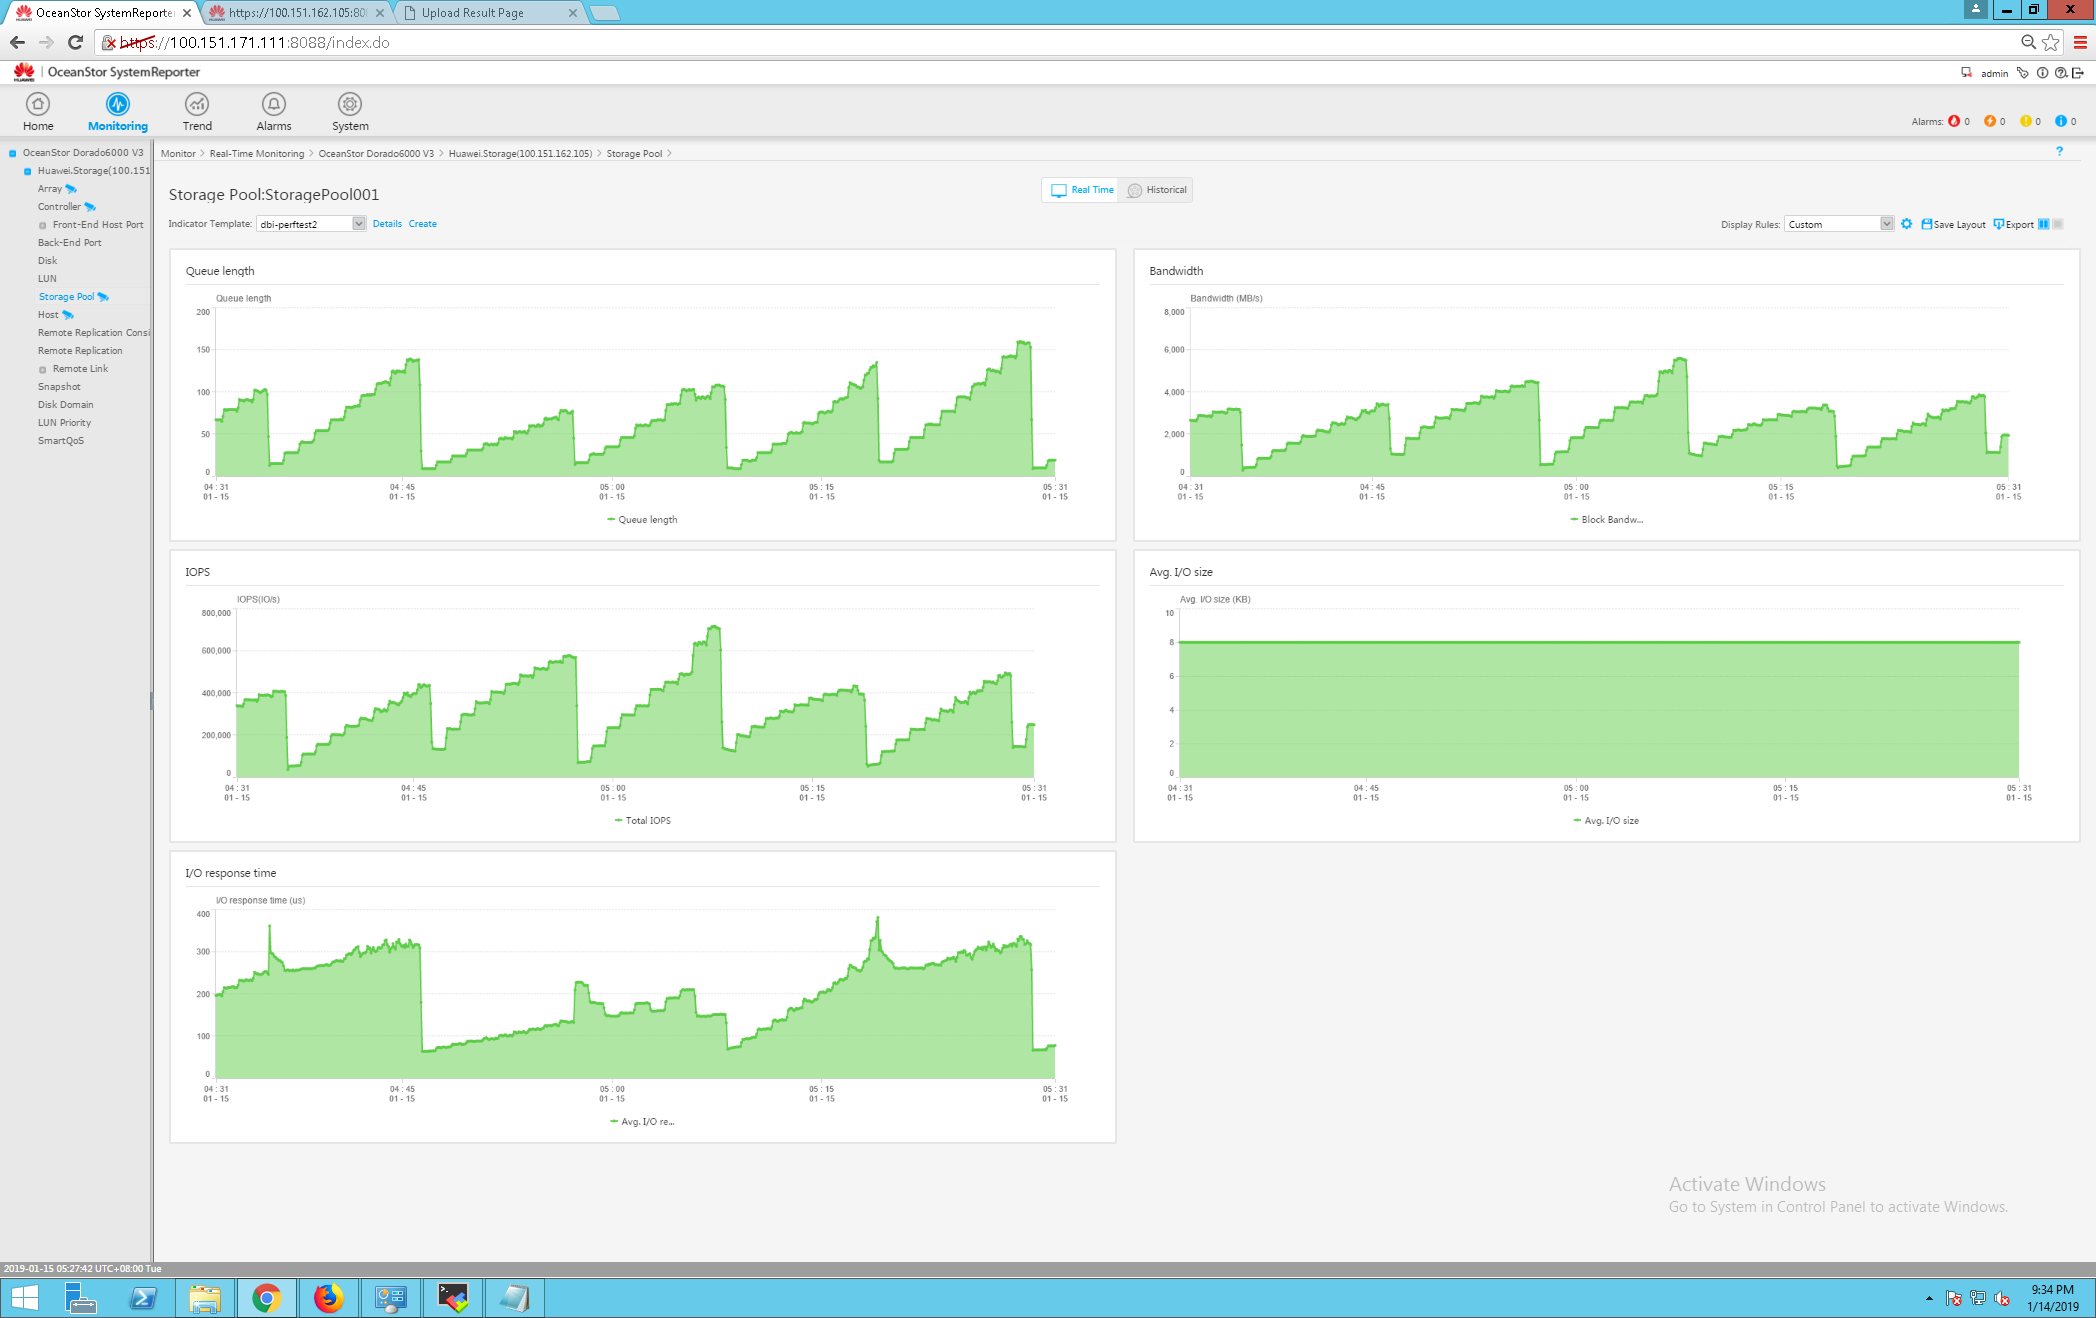 OceanStor SystemReporte
https://100.151.162.105:80
Upload Result Page
https://100.151.171.111:8088/index.do
HUAWEI
OceanStor SystemReporter
admin
Home
Monitoring
Trend
Alarms
System
Alarms: 0 0 0 0
OceanStor Dorado6000 V3
Huawei.Storage(100.151
Array
Controller
Front-End Host Port
Back-End Port
Disk
LUN
Storage Pool
Host
Remote Replication Consi
Remote Replication
Remote Link
Snapshot
Disk Domain
LUN Priority
SmartQoS
Monitor > Real-Time Monitoring > OceanStor Dorado6000 V3 > Huawei.Storage(100.151.162.105) > Storage Pool >
?
Storage Pool:StoragePool001
Real Time
Historical
Indicator Template: dbi-perftest2 Details Create
Display Rules: Custom Save Layout Export
Queue length
Queue length
200
150
100
50
0
04 : 31 04 : 45 05 : 00 05 : 15 05 : 31
01 - 15 01 - 15 01 - 15 01 - 15 01 - 15
Queue length
Bandwidth
Bandwidth (MB/s)
8,000
6,000
4,000
2,000
0
04 : 31 04 : 45 05 : 00 05 : 15 05 : 31
01 - 15 01 - 15 01 - 15 01 - 15 01 - 15
Block Bandw...
IOPS
IOPS(IO/s)
800,000
600,000
400,000
200,000
0
04 : 31 04 : 45 05 : 00 05 : 15 05 : 31
01 - 15 01 - 15 01 - 15 01 - 15 01 - 15
Total IOPS
Avg. I/O size
Avg. I/O size (KB)
10
8
6
4
2
0
04 : 31 04 : 45 05 : 00 05 : 15 05 : 31
01 - 15 01 - 15 01 - 15 01 - 15 01 - 15
Avg. I/O size
I/O response time
I/O response time (us)
400
300
200
100
0
04 : 31 04 : 45 05 : 00 05 : 15 05 : 31
01 - 15 01 - 15 01 - 15 01 - 15 01 - 15
Avg. I/O re...
Activate Windows
Go to System in Control Panel to activate Windows.
2019-01-15 05:27:42 UTC+08:00 Tue
9:34 PM
1/14/2019